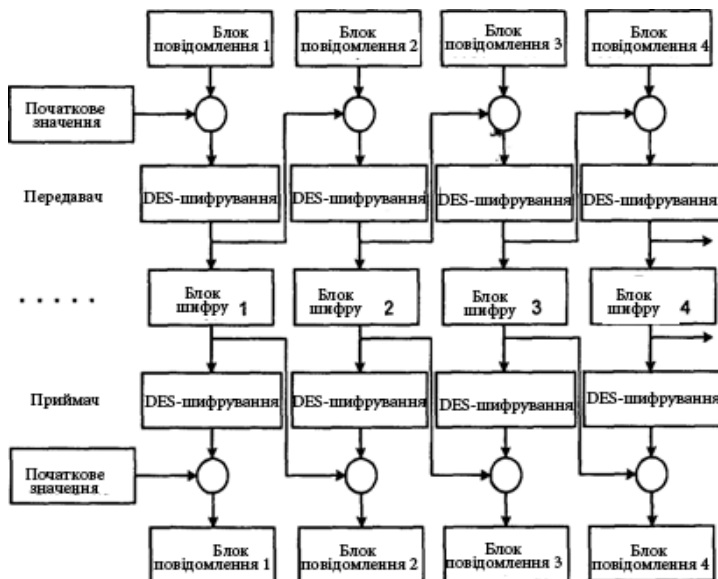 Блок
повідомлення 1
Блок
повідомлення 2
Блок
повідомлення 3
Блок
повідомлення 4
Початкове
значення
Передавач
DES-шифрування
DES-шифрування
DES-шифрування
DES-шифрування
. . . . .
Блок
шифру 1
Блок
шифру 2
Блок
шифру 3
Блок
шифру 4
Приймач
DES-шифрування
DES-шифрування
DES-шифрування
DES-шифрування
Початкове
значення
Блок
повідомлення 1
Блок
повідомлення 2
Блок
повідомлення 3
Блок
повідомлення 4